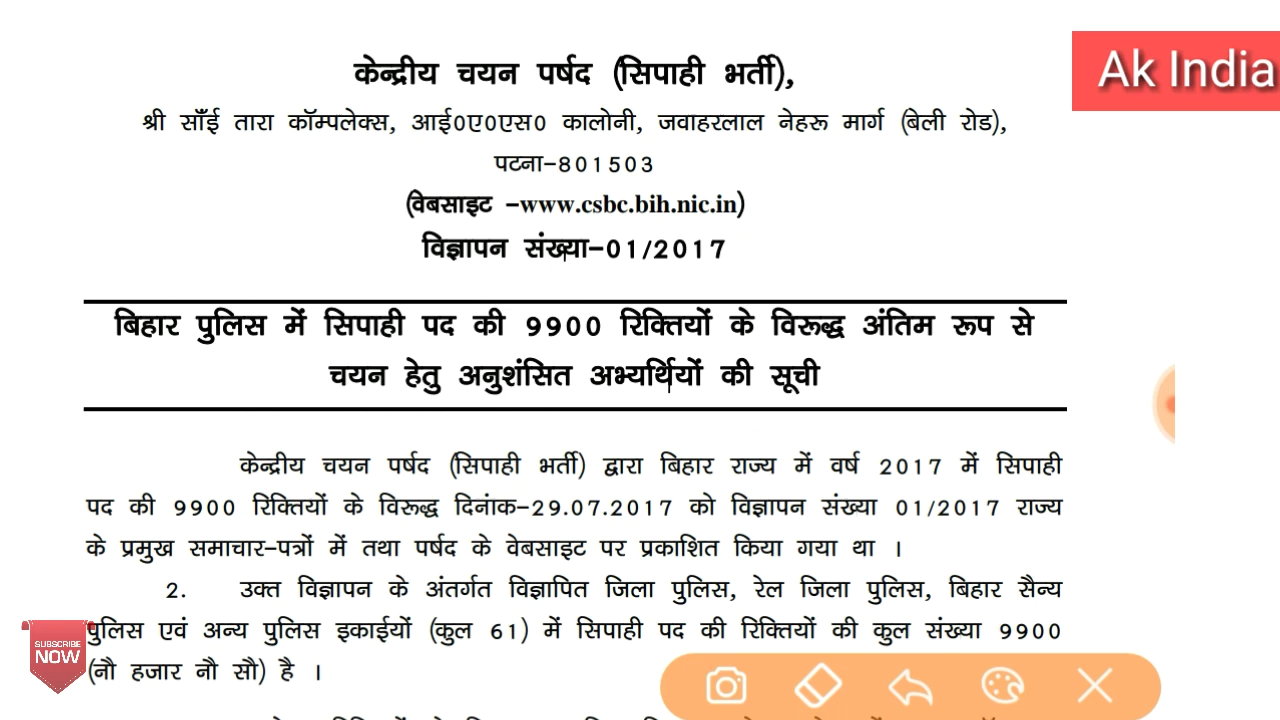 केन्द्रीय चयन पर्षद (सिपाही भर्ती),
Ak India
श्री साँई तारा कॉम्पलेक्स, आई0ए0एस0 कालोनी, जवाहरलाल नेहरू मार्ग (बेली रोड),
पटना-801503
(वेबसाइट -www.csbc.bih.nic.in)
विज्ञापन संख्या-01/2017
बिहार पुलिस में सिपाही पद की 9900 रिक्तियों के विरूद्ध अंतिम रूप से
चयन हेतु अनुशंसित अभ्यर्थियों की सूची
केन्द्रीय चयन पर्षद (सिपाही भर्ती) द्वारा बिहार राज्य में वर्ष 2017 में सिपाही
पद की 9900 रिक्तियों के विरूद्ध दिनांक-29.07.2017 को विज्ञापन संख्या 01/2017 राज्य
के प्रमुख समाचार-पत्रों में तथा पर्षद के वेबसाइट पर प्रकाशित किया गया था ।
2. उक्त विज्ञापन के अंतर्गत विज्ञापित जिला पुलिस, रेल जिला पुलिस, बिहार सैन्य
पुलिस एवं अन्य पुलिस इकाईयों (कुल 61) में सिपाही पद की रिक्तियों की कुल संख्या 9900
(नौ हजार नौ सौ) है ।
SUBSCRIBE
NOW